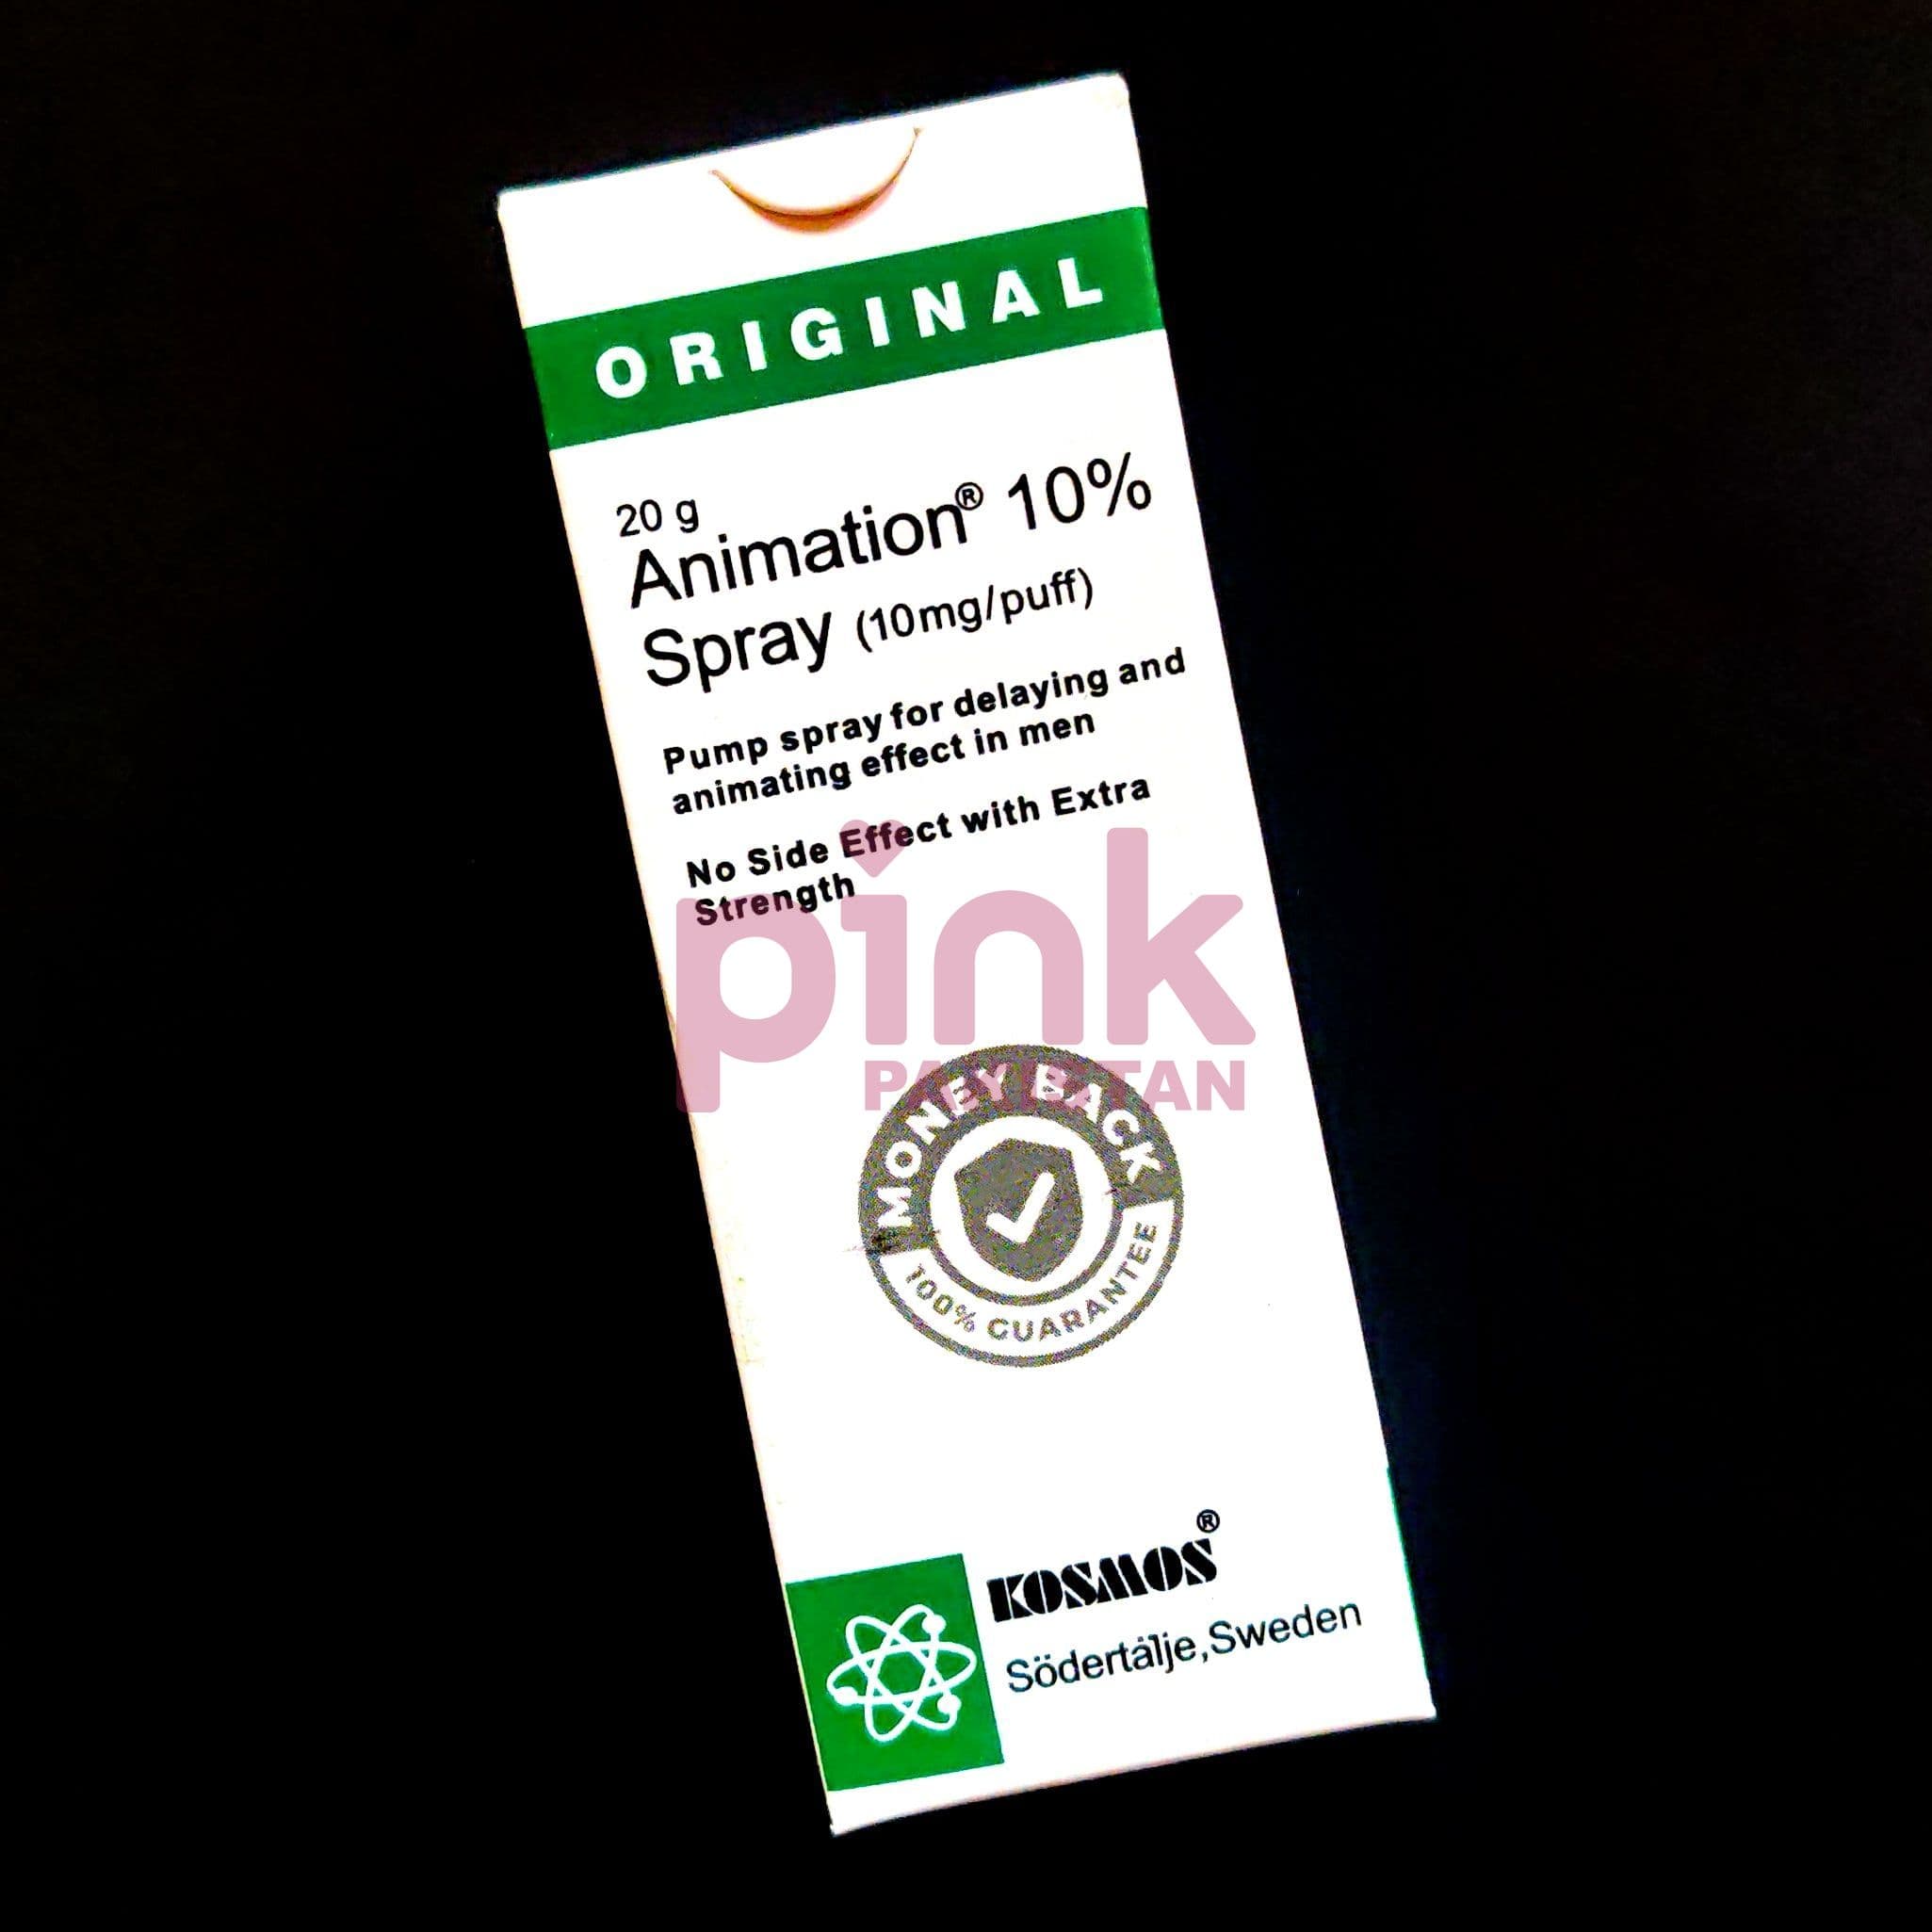 ORIGINAL
20 g
Animation® 10%
Spray (10mg/puff)
Pump spray for delaying and
animating effect in men
No Side Effect with Extra
Strength
pink
PAKISTAN
MONEY BACK
100% GUARANTEE
KOSMOS®
Södertälje,Sweden